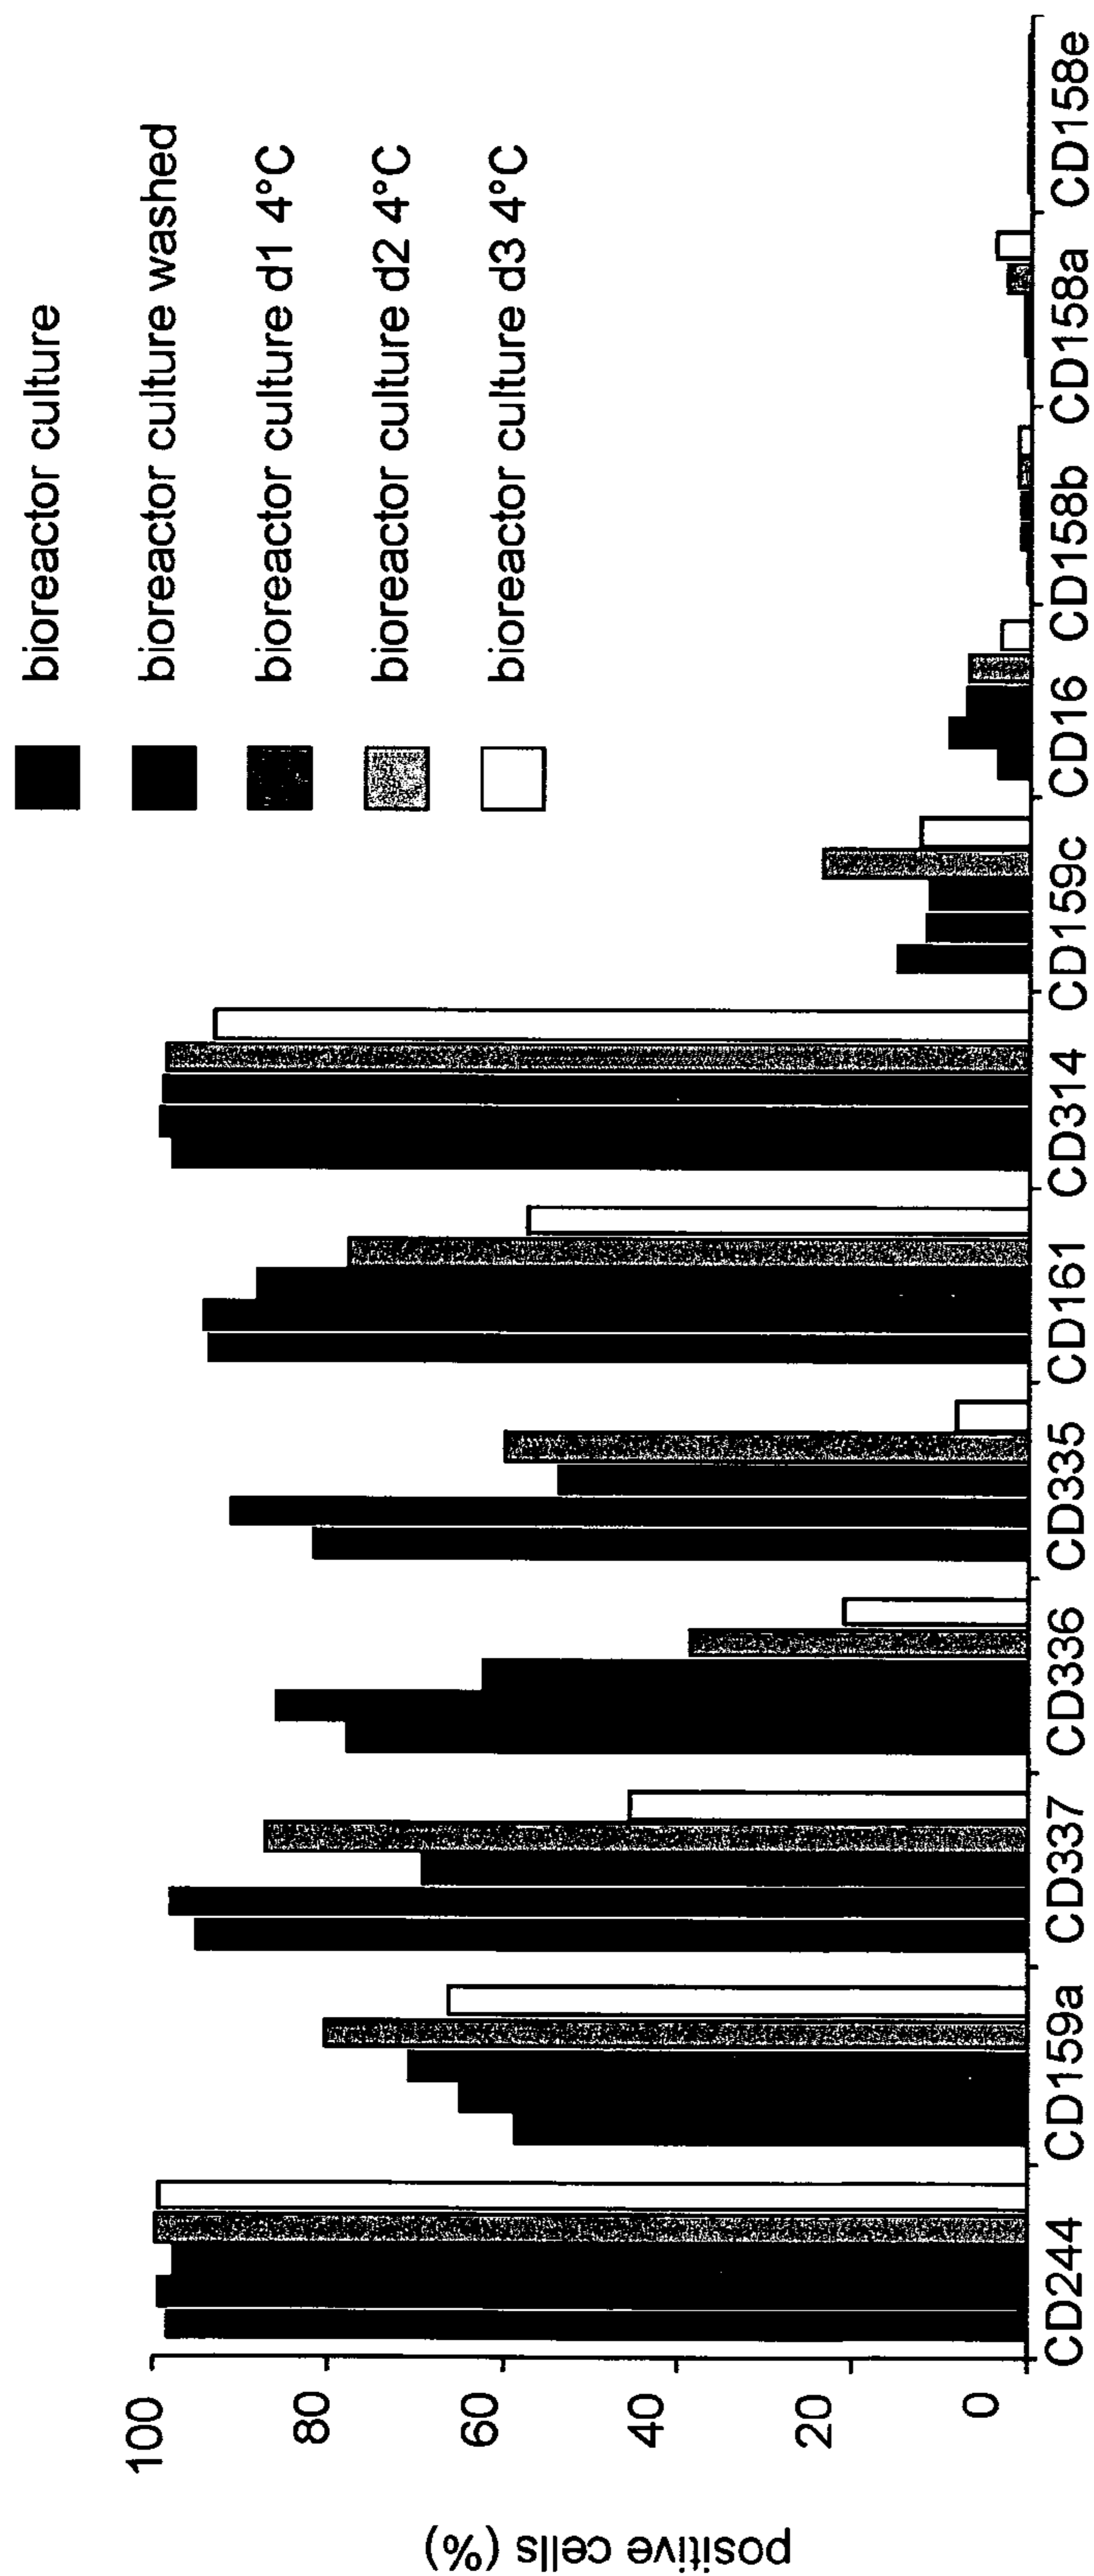 bioreactor culture
bioreactor culture washed
bioreactor culture d1 4°C
bioreactor culture d2 4°C
bioreactor culture d3 4°C
positive cells (%)
100
80
60
40
20
0
CD244
CD159a
CD337
CD336
CD335
CD161
CD314
CD159c
CD16
CD158b
CD158a
CD158e